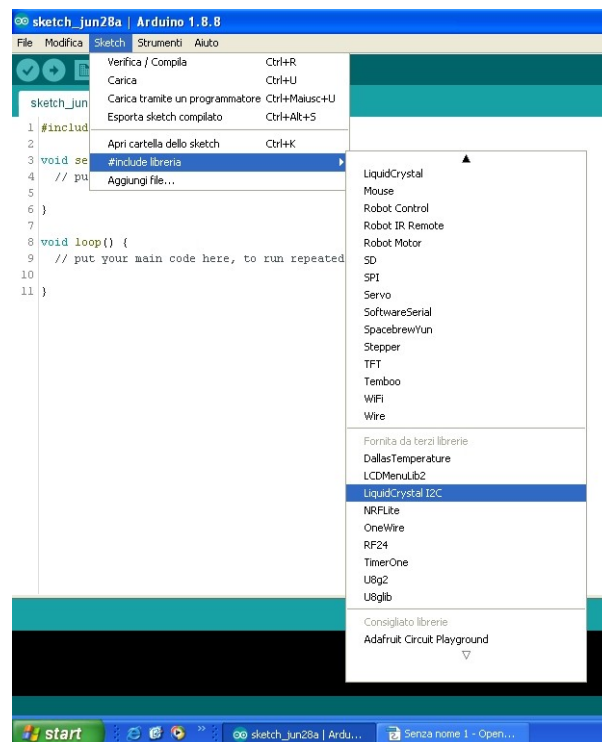 sketch_jun28a | Arduino 1.8.8
File Modifica Sketch Strumenti Aiuto
sketch_jun
Verifica / Compila Ctrl+R
Carica Ctrl+U
Carica tramite un programmatore Ctrl+Maiusc+U
Esporta sketch compilato Ctrl+Alt+S
Apri cartella dello sketch Ctrl+K
#include libreria
Aggiungi file...
1 #includ
2
3 void se
4 // pu
5
6 }
7
8 void loop() {
9 // put your main code here, to run repeated
10
11 }
LiquidCrystal
Mouse
Robot Control
Robot IR Remote
Robot Motor
SD
SPI
Servo
SoftwareSerial
SpacebrewYun
Stepper
TFT
Temboo
WiFi
Wire
Fornita da terzi librerie
DallasTemperature
LCDMenuLib2
LiquidCrystal I2C
NRFLite
OneWire
RF24
TimerOne
U8g2
U8glib
Consigliato librerie
Adafruit Circuit Playground
start
sketch_jun28a | Ardu...
Senza nome 1 - Open...